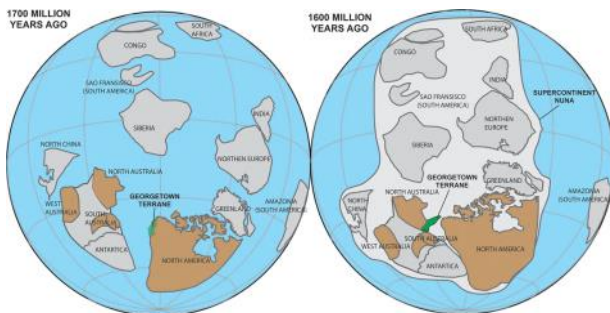 1700 MILLION
YEARS AGO
CONGO
SOUTH
AFRICA
SAO FRANSISCO
(SOUTH AMERICA)
SIBERIA
INDIA
NORTHEN
EUROPE
NORTH CHINA
NORTH AUSTRALIA
WEST
AUSTRALIA
SOUTH
AUSTRALIA
ANTARTICA
GEORGETOWN
TERRANE
GREENLAND
NORTH AMERICA
AMAZONIA
(SOUTH AMERICA)
1600 MILLION
YEARS AGO
CONGO
SOUTH AFRICA
SAO FRANSISCO
(SOUTH AMERICA)
INDIA
SUPERCONTINENT
NUNA
SIBERIA
NORTHEN
EUROPE
GEORGETOWN
TERRANE
GREENLAND
NORTH
CHINA
NORTH AUSTRALIA
WEST AUSTRALIA
SOUTH AUSTRALIA
ANTARTICA
NORTH AMERICA
AMAZONIA
(SOUTH AMERICA)